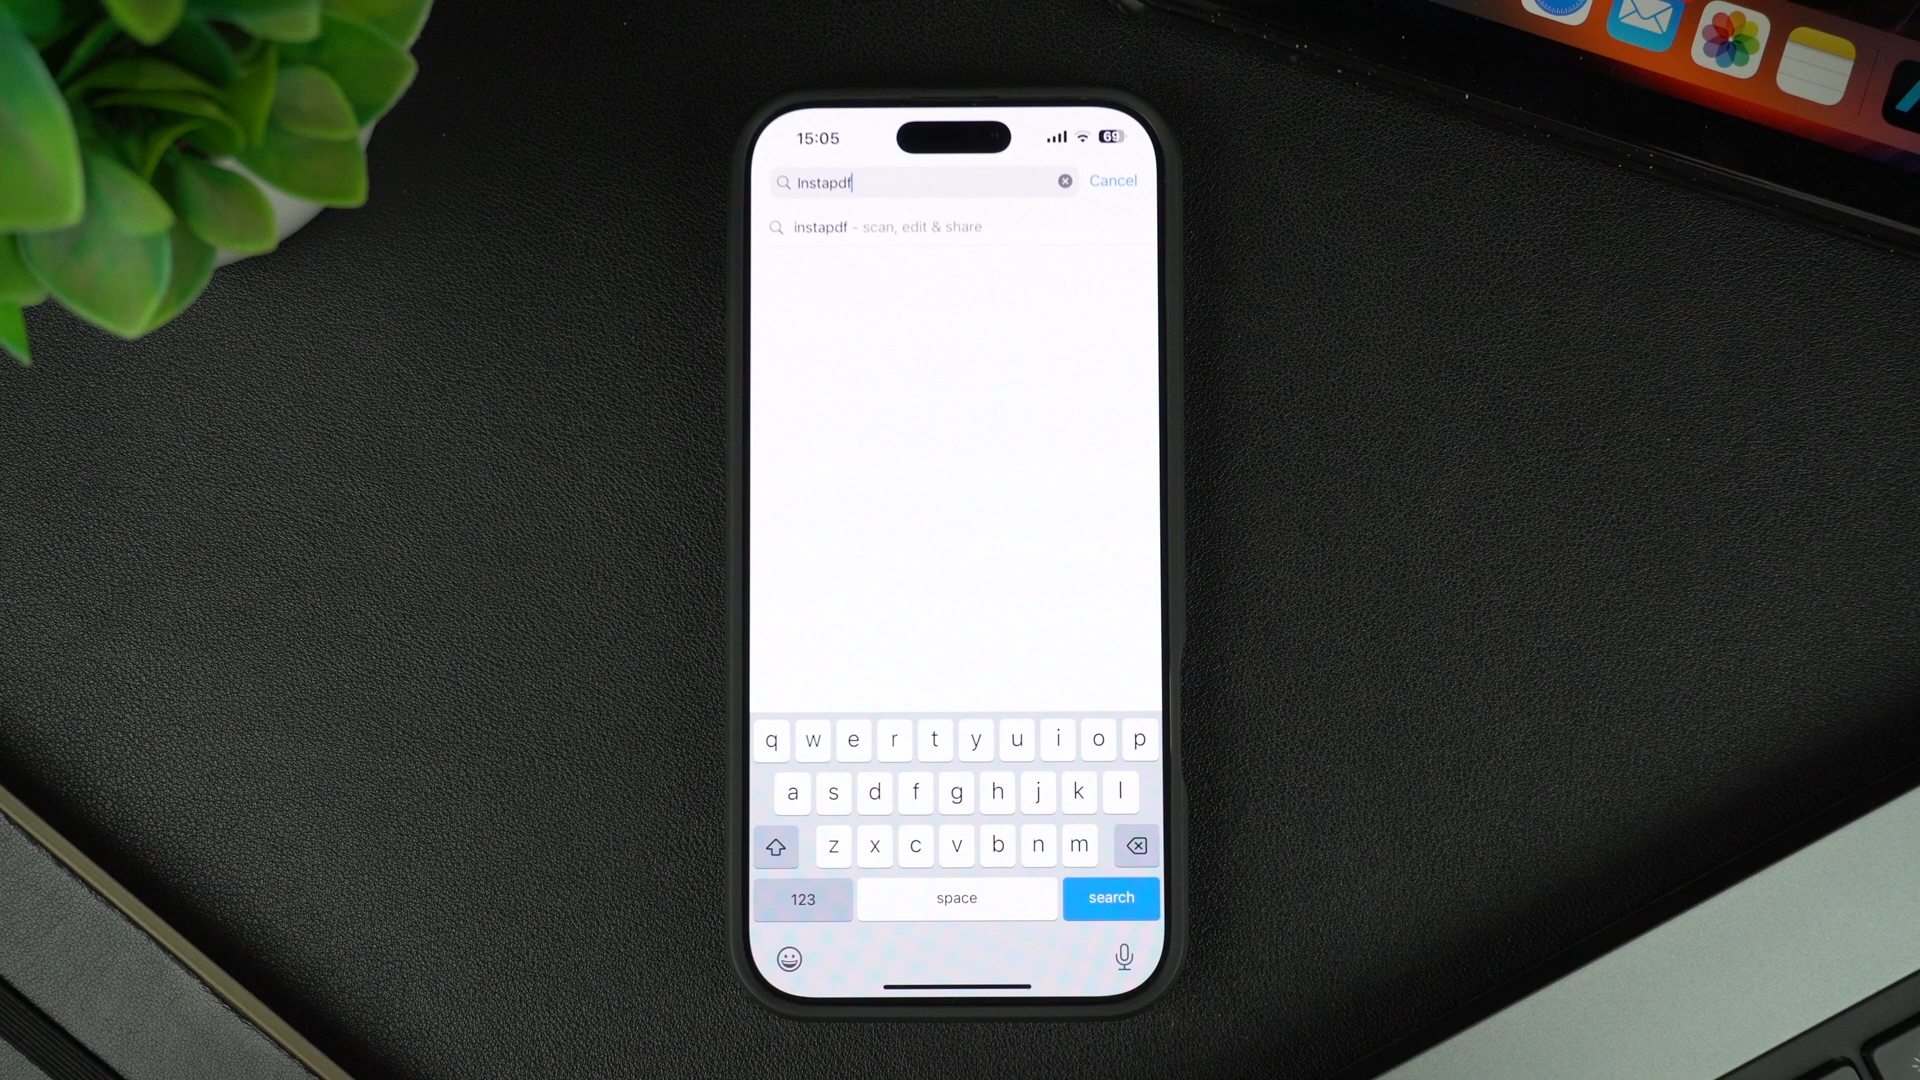 15:05
69
Instapdf
Cancel
instapdf - scan, edit & share
q w e r t y u i o p
a s d f g h j k l
z x c v b n m
123
space
search